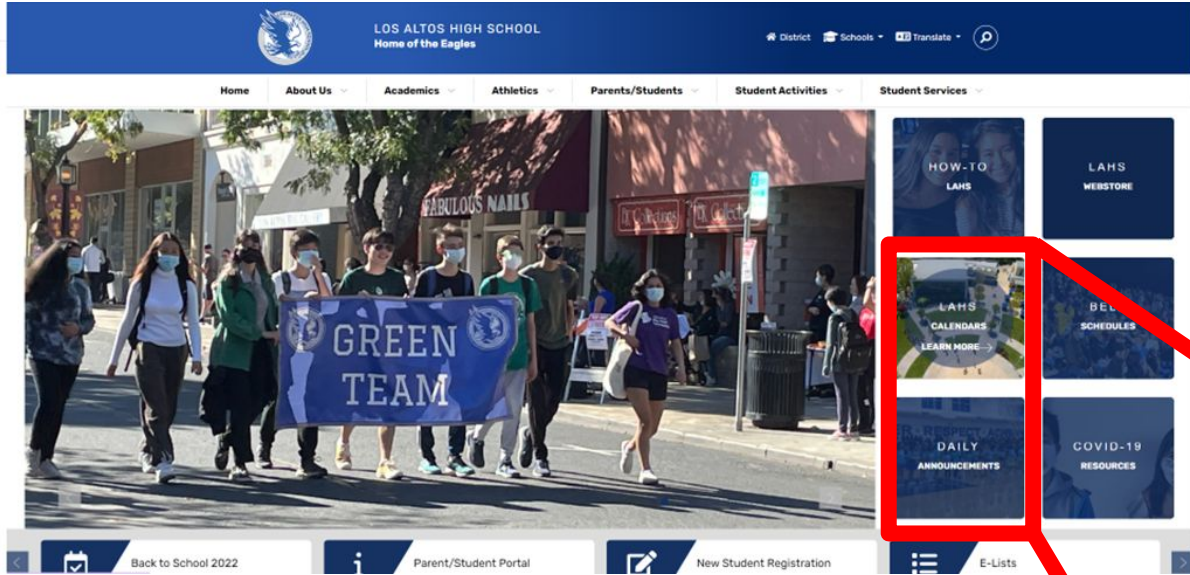 LOS ALTOS HIGH SCHOOL
Home of the Eagles
District Schools Translate
Home About Us Academics Athletics Parents/Students Student Activities Student Services
FABULOUS NAILS
GREEN
TEAM
HOW-TO
LAHS
LAHS
WEBSTORE
LAHS
CALENDARS
LEARN MORE
SCHEDULES
DAILY
ANNOUNCEMENTS
COVID-19
RESOURCES
Back to School 2022
Parent/Student Portal
New Student Registration
E-Lists